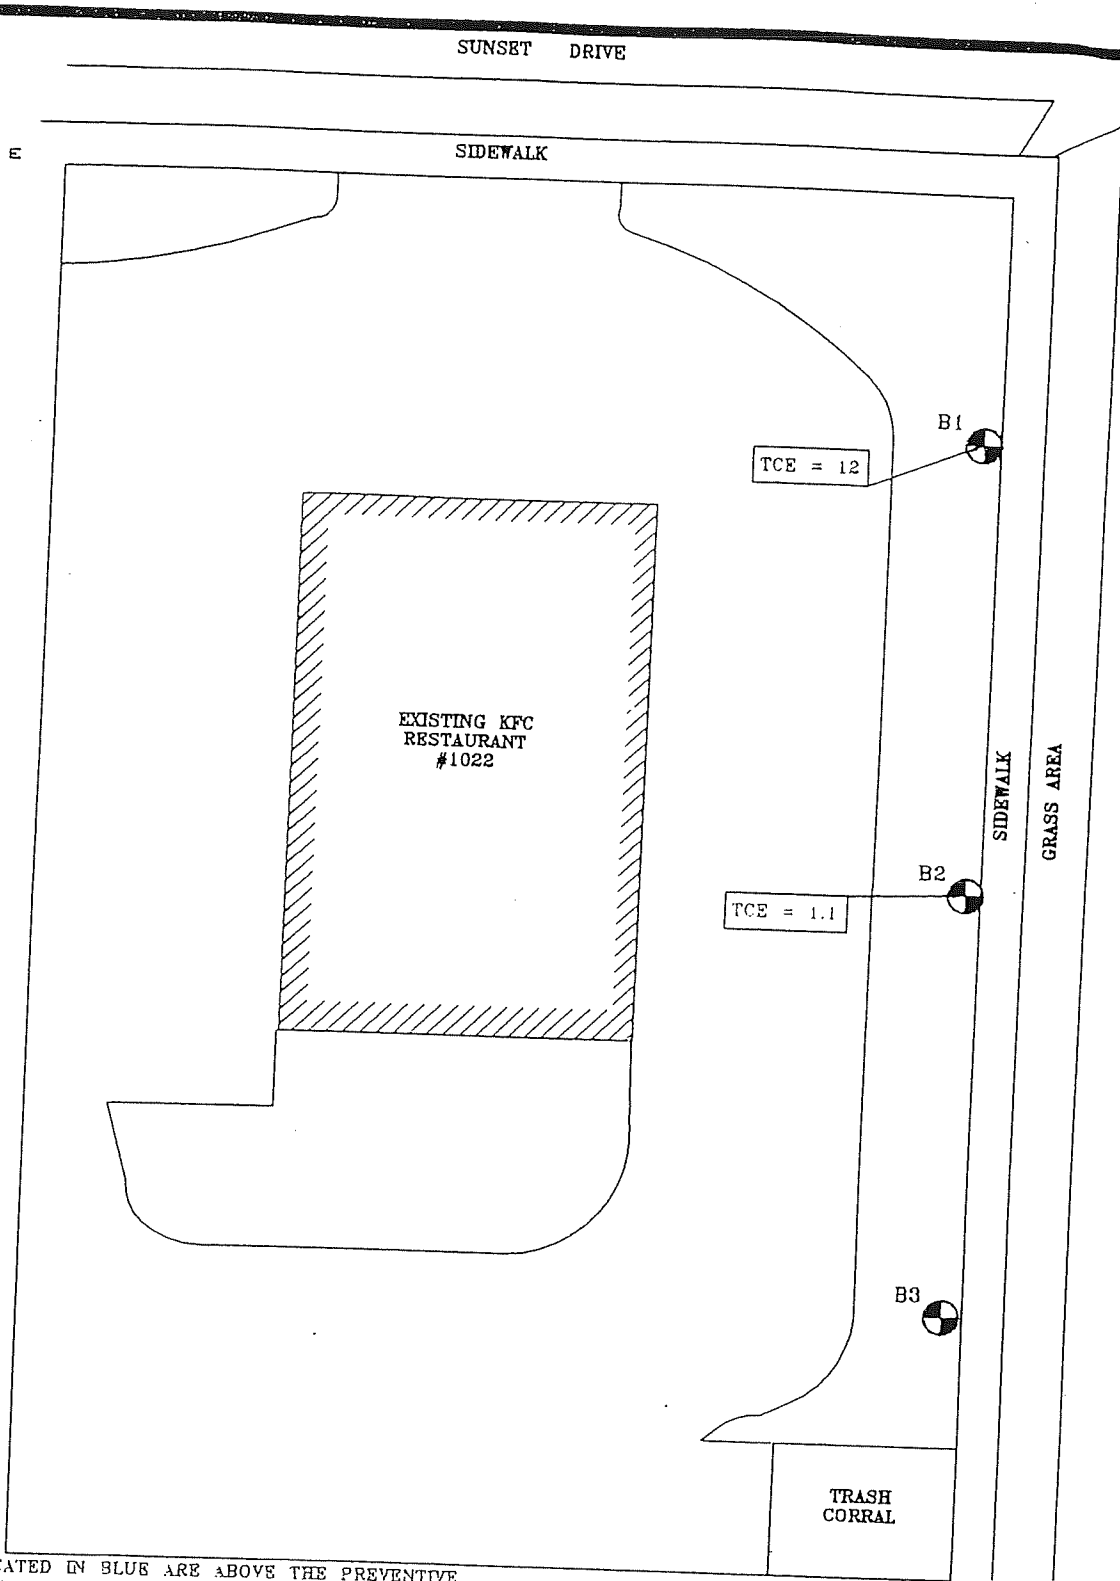 SUNSET DRIVE
E
SIDEWALK
B1
TCE = 12
EXISTING KFC
RESTAURANT
#1022
SIDEWALK
GRASS AREA
B2
TCE = 1.1
B3
TRASH
CORRAL
CATED IN BLUE ARE ABOVE THE PREVENTIVE